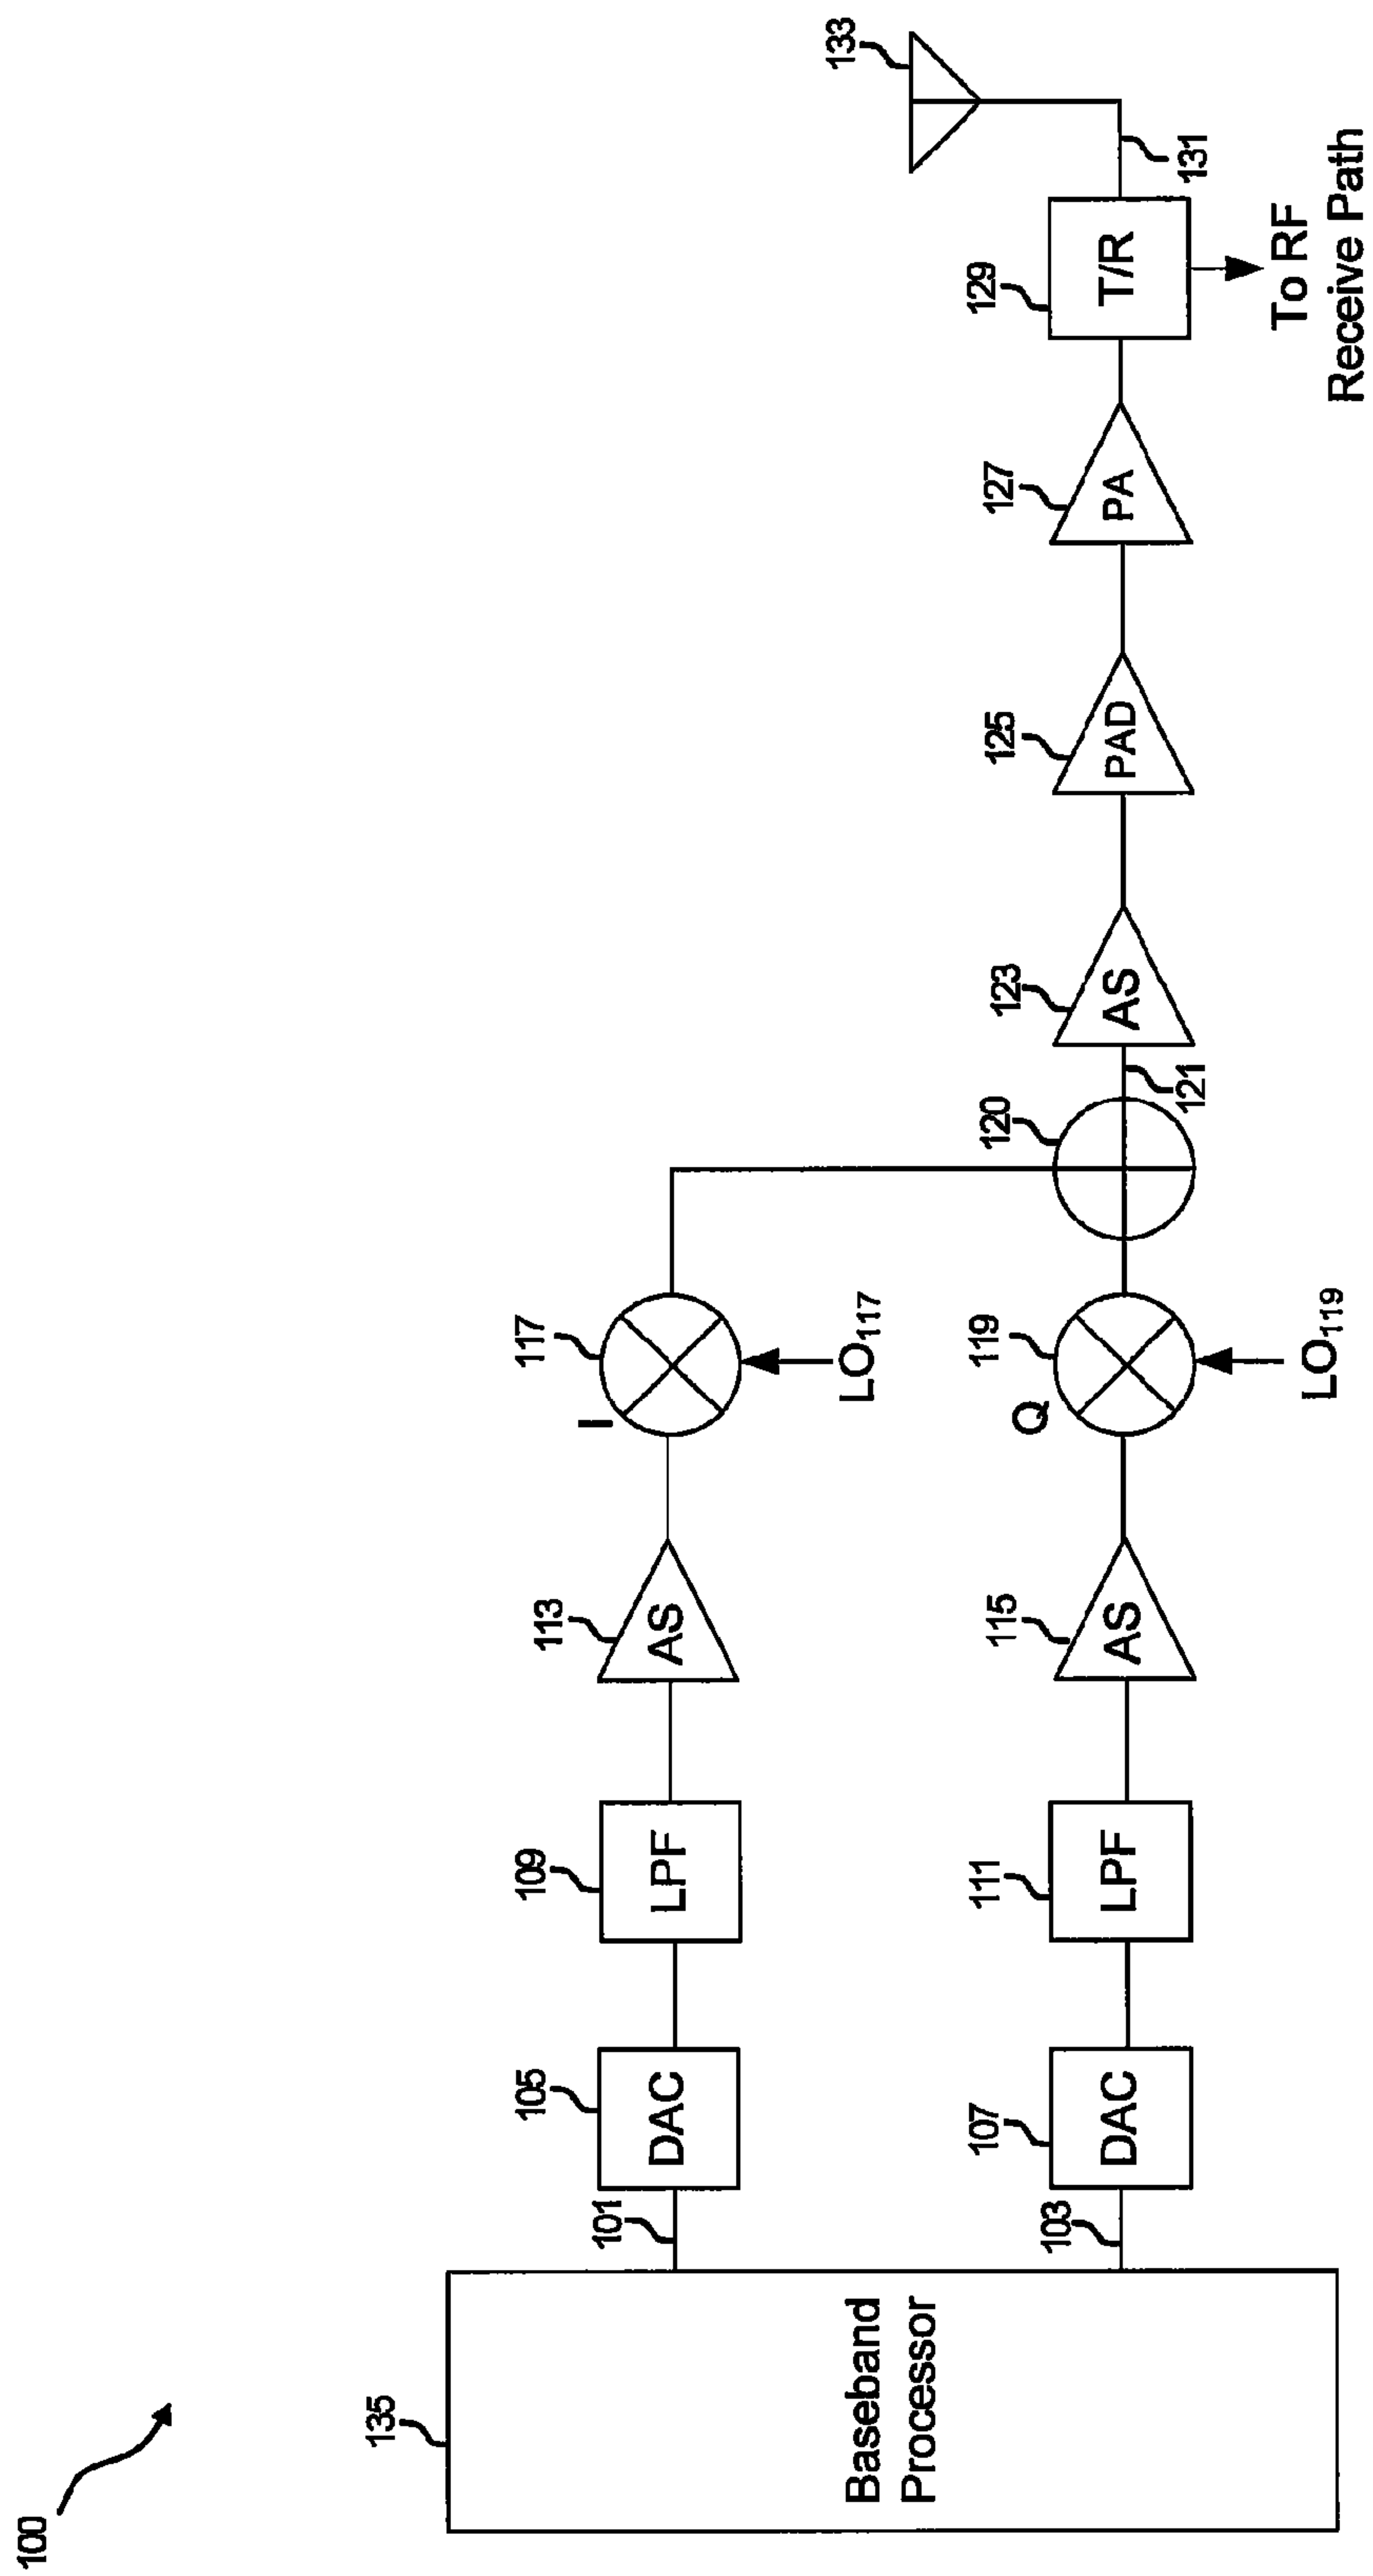 100
135
Baseband
Processor
101
105
DAC
109
LPF
113
AS
I
117
LO117
103
107
DAC
111
LPF
115
AS
Q
119
LO119
120
121
123
AS
125
PAD
127
PA
129
T/R
131
133
To RF
Receive Path